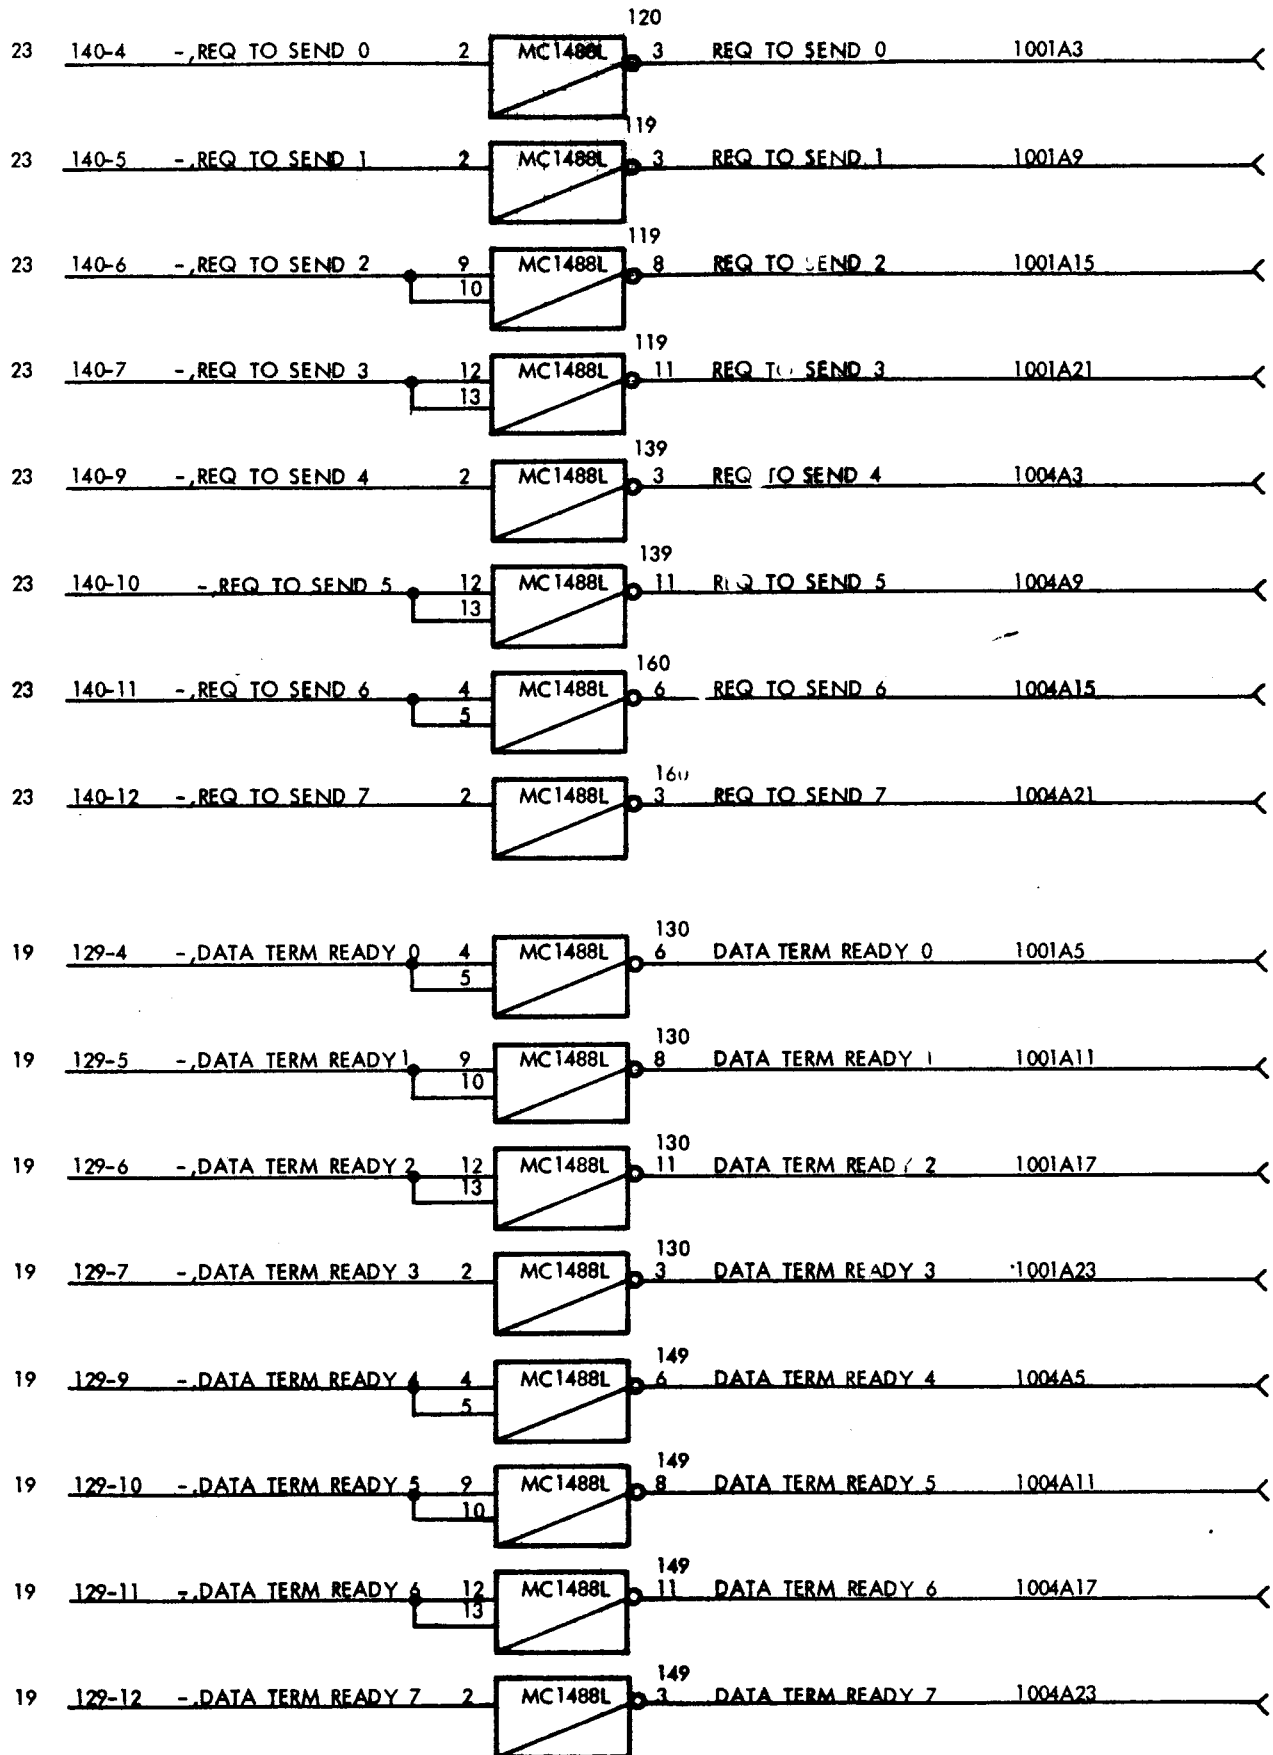 120
23 140-4 -,REQ TO SEND 0 2 MC1488L 3 REQ TO SEND 0 1001A3
119
23 140-5 -,REQ TO SEND 1 2 MC1488L 3 REQ TO SEND 1 1001A9
119
23 140-6 -,REQ TO SEND 2 9 MC1488L 8 REQ TO SEND 2 1001A15
10
119
23 140-7 -,REQ TO SEND 3 12 MC1488L 11 REQ TO SEND 3 1001A21
13
139
23 140-9 -,REQ TO SEND 4 2 MC1488L 3 REQ TO SEND 4 1004A3
139
23 140-10 -,REQ TO SEND 5 12 MC1488L 11 REQ TO SEND 5 1004A9
13
160
23 140-11 -,REQ TO SEND 6 4 MC1488L 6 REQ TO SEND 6 1004A15
5
160
23 140-12 -,REQ TO SEND 7 2 MC1488L 3 REQ TO SEND 7 1004A21
130
19 129-4 -,DATA TERM READY 0 4 MC1488L 6 DATA TERM READY 0 1001A5
5
130
19 129-5 -,DATA TERM READY 1 9 MC1488L 8 DATA TERM READY 1 1001A11
10
130
19 129-6 -,DATA TERM READY 2 12 MC1488L 11 DATA TERM READY 2 1001A17
13
130
19 129-7 -,DATA TERM READY 3 2 MC1488L 3 DATA TERM READY 3 1001A23
149
19 129-9 -,DATA TERM READY 4 4 MC1488L 6 DATA TERM READY 4 1004A5
5
149
19 129-10 -,DATA TERM READY 5 9 MC1488L 8 DATA TERM READY 5 1004A11
10
149
19 129-11 -,DATA TERM READY 6 12 MC1488L 11 DATA TERM READY 6 1004A17
13
149
19 129-12 -,DATA TERM READY 7 2 MC1488L 3 DATA TERM READY 7 1004A23